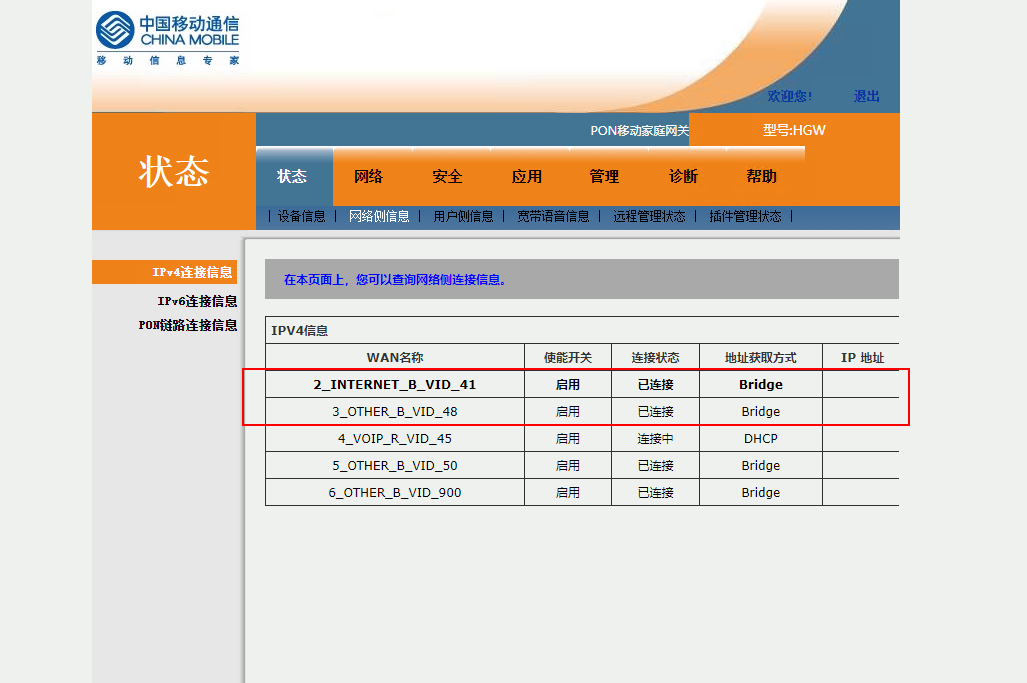 中国移动通信
CHINA MOBILE
移 动 信 息 专 家
欢迎您! 退出
PON移动家庭网关 型号:HGW
状态
状态 网络 安全 应用 管理 诊断 帮助
| 设备信息 | 网络侧信息 | 用户侧信息 | 宽带语音信息 | 远程管理状态 | 插件管理状态 |
IPv4连接信息
IPv6连接信息
PON链路连接信息
在本页面上，您可以查询网络侧连接信息。
IPV4信息
WAN名称 使能开关 连接状态 地址获取方式 IP 地址
2_INTERNET_B_VID_41 启用 已连接 Bridge
3_OTHER_B_VID_48 启用 已连接 Bridge
4_VOIP_R_VID_45 启用 连接中 DHCP
5_OTHER_B_VID_50 启用 已连接 Bridge
6_OTHER_B_VID_900 启用 已连接 Bridge